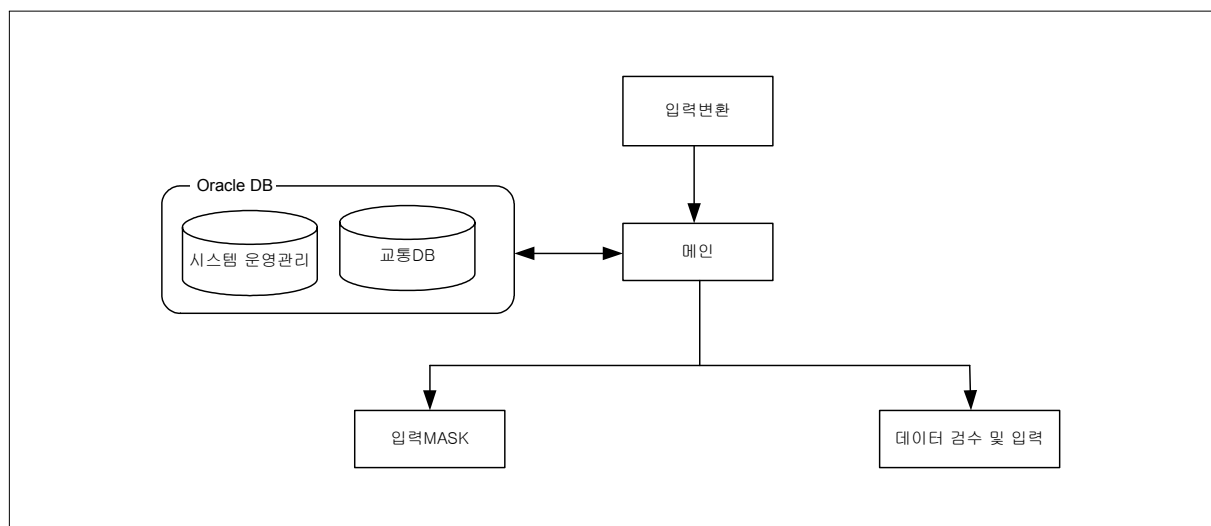 입력변환
Oracle DB
시스템 운영관리
교통DB
메인
입력MASK
데이터 검수 및 입력